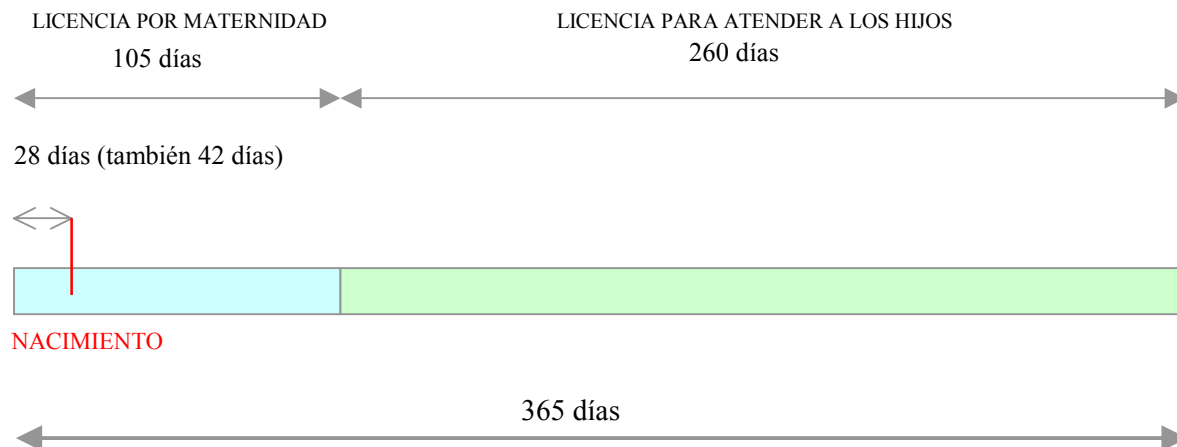 LICENCIA POR MATERNIDAD
105 días
LICENCIA PARA ATENDER A LOS HIJOS
260 días
28 días (también 42 días)
NACIMIENTO
365 días